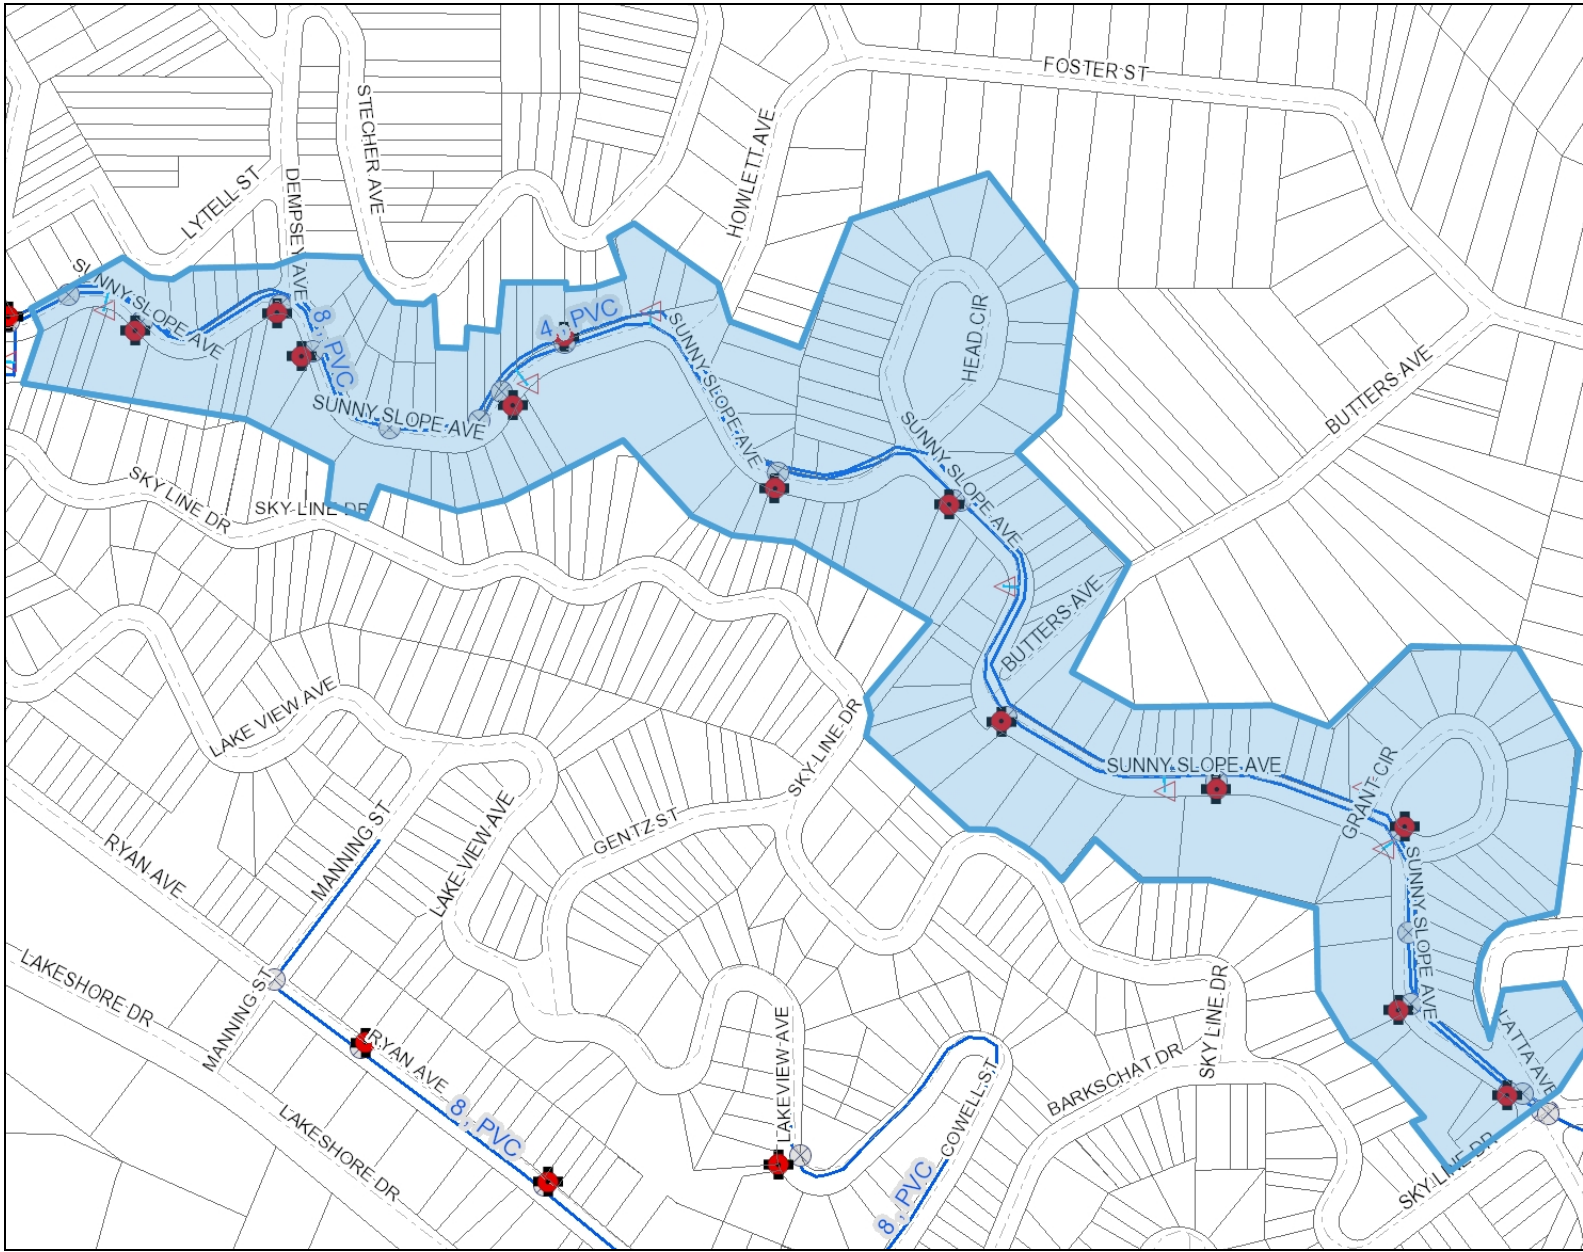 FOSTER ST
STECHER AVE
HOWLETT AVE
LYTELL ST
DEMPSEY AVE
SUNNY SLOPE AVE
8, PVC
4, PVC
SUNNY SLOPE AVE
HEAD CIR
BUTTERS AVE
SUNNY SLOPE AVE
SUNNY SLOPE AVE
SKY LINE DR
SKY LINE DR
BUTTERS AVE
LAKE VIEW AVE
SKY LINE DR
SUNNY SLOPE AVE
GRANT CIR
MANNING ST
LAKE VIEW AVE
GENTZ ST
RYAN AVE
SUNNY SLOPE AVE
LAKESHORE DR
MANNING ST
SKY LINE DR
LATTA AVE
RYAN AVE
LAKEVIEW AVE
BARKSCHAT DR
COWELL ST
8, PVC
LAKESHORE DR
8, PVC
SKY LINE DR